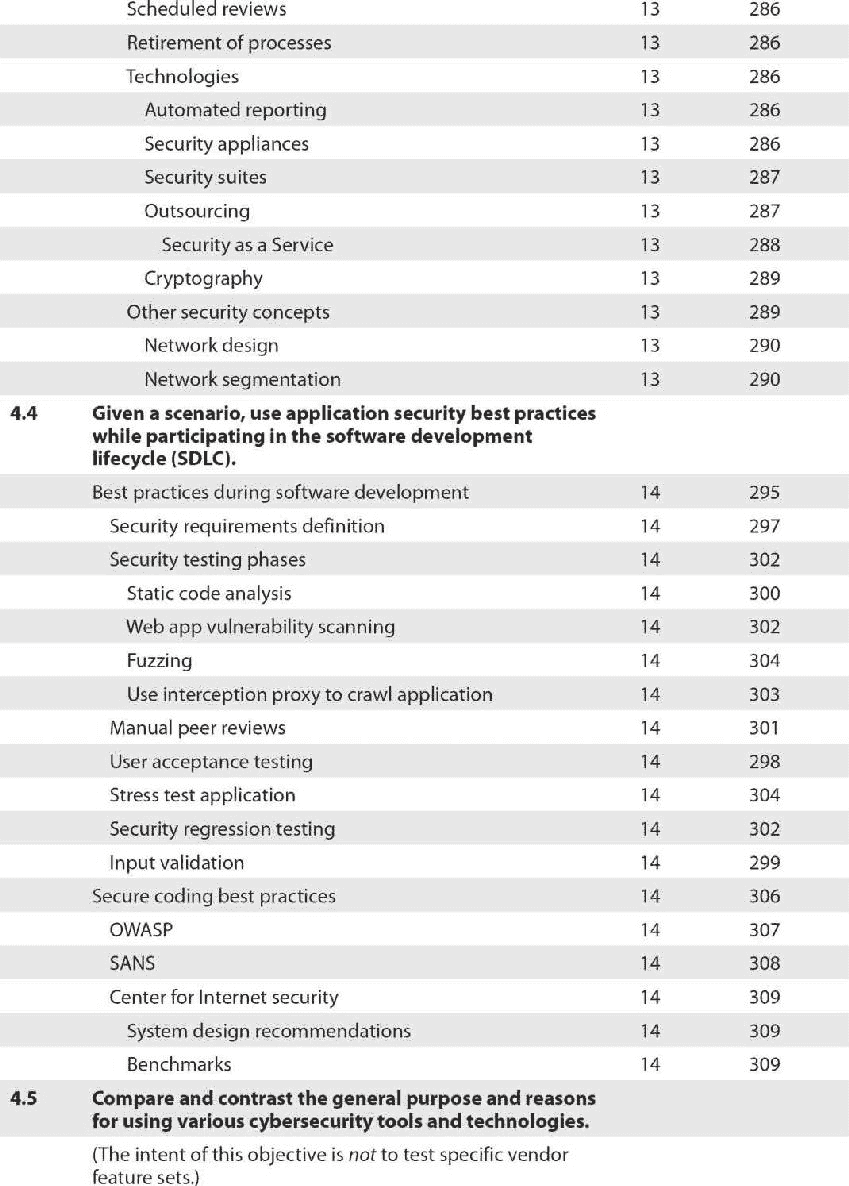 Scheduled reviews 13 286
Retirement of processes 13 286
Technologies 13 286
Automated reporting 13 286
Security appliances 13 286
Security suites 13 287
Outsourcing 13 287
Security as a Service 13 288
Cryptography 13 289
Other security concepts 13 289
Network design 13 290
Network segmentation 13 290
4.4 Given a scenario, use application security best practices
while participating in the software development
lifecycle (SDLC).
Best practices during software development 14 295
Security requirements definition 14 297
Security testing phases 14 302
Static code analysis 14 300
Web app vulnerability scanning 14 302
Fuzzing 14 304
Use interception proxy to crawl application 14 303
Manual peer reviews 14 301
User acceptance testing 14 298
Stress test application 14 304
Security regression testing 14 302
Input validation 14 299
Secure coding best practices 14 306
OWASP 14 307
SANS 14 308
Center for Internet security 14 309
System design recommendations 14 309
Benchmarks 14 309
4.5 Compare and contrast the general purpose and reasons
for using various cybersecurity tools and technologies.
(The intent of this objective is not to test specific vendor
feature sets.)